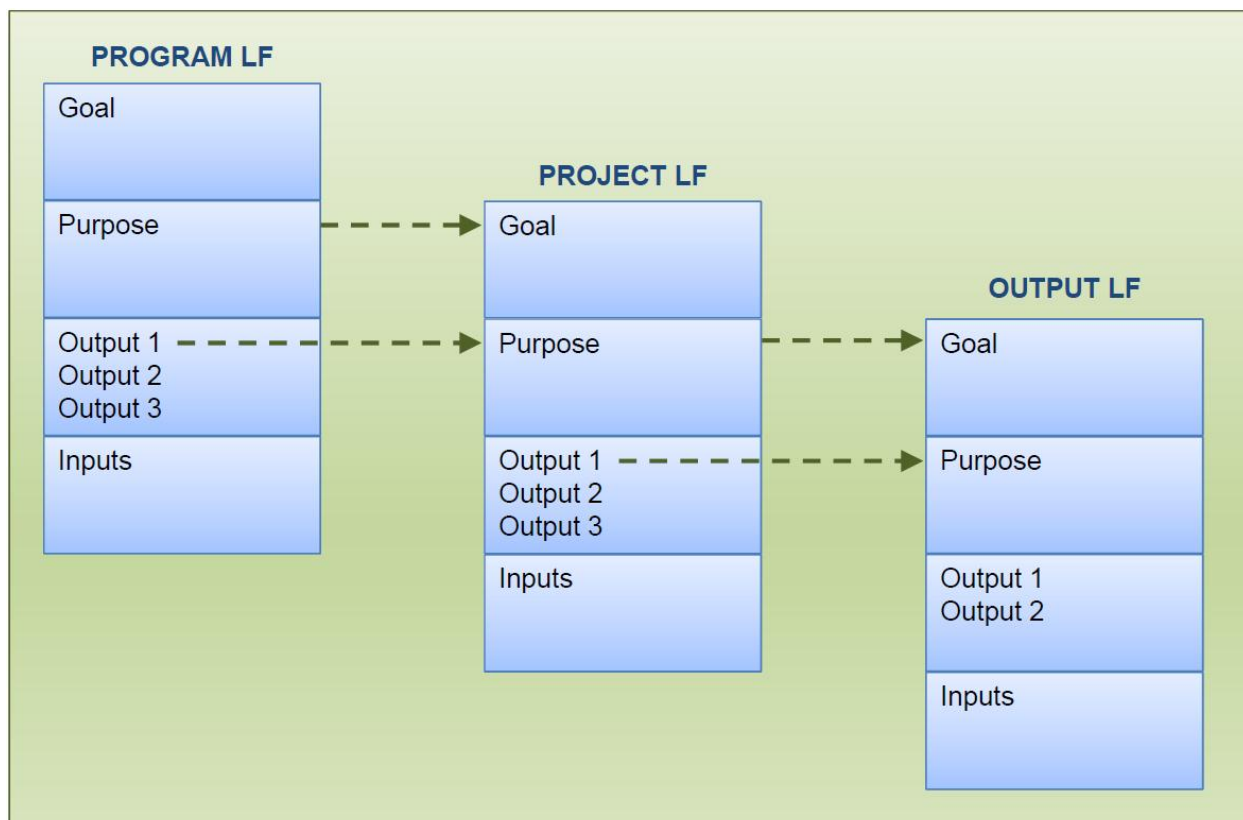 PROGRAM LF
Goal
Purpose
Output 1
Output 2
Output 3
Inputs
PROJECT LF
Goal
Purpose
Output 1
Output 2
Output 3
Inputs
OUTPUT LF
Goal
Purpose
Output 1
Output 2
Inputs